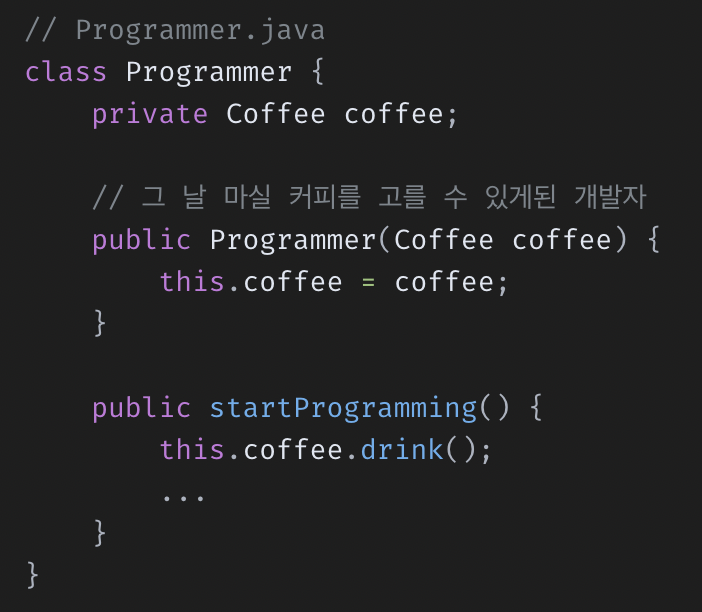 // Programmer.java
class Programmer {
    private Coffee coffee;

    // 그 날 마실 커피를 고를 수 있게된 개발자
    public Programmer(Coffee coffee) {
        this.coffee = coffee;
    }

    public startProgramming() {
        this.coffee.drink();
        ...
    }
}